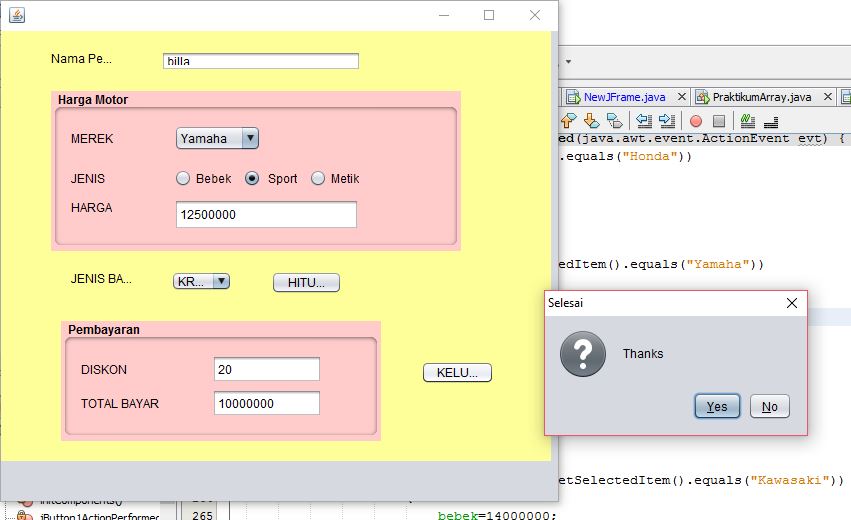 Nama Pe...
billa
Harga Motor
MEREK
Yamaha
JENIS
Bebek
Sport
Metik
HARGA
12500000
JENIS BA...
KR...
HITU...
Pembayaran
DISKON
20
TOTAL BAYAR
10000000
KELU...
NewJFrame.java
PraktikumArray.java
ed(java.awt.event.ActionEvent evt) {
.equals("Honda"))
edItem().equals("Yamaha"))
Selesai
Thanks
Yes
No
etSelectedItem().equals("Kawasaki"))
jButton1ActionPerformed
265
bebek=14000000;